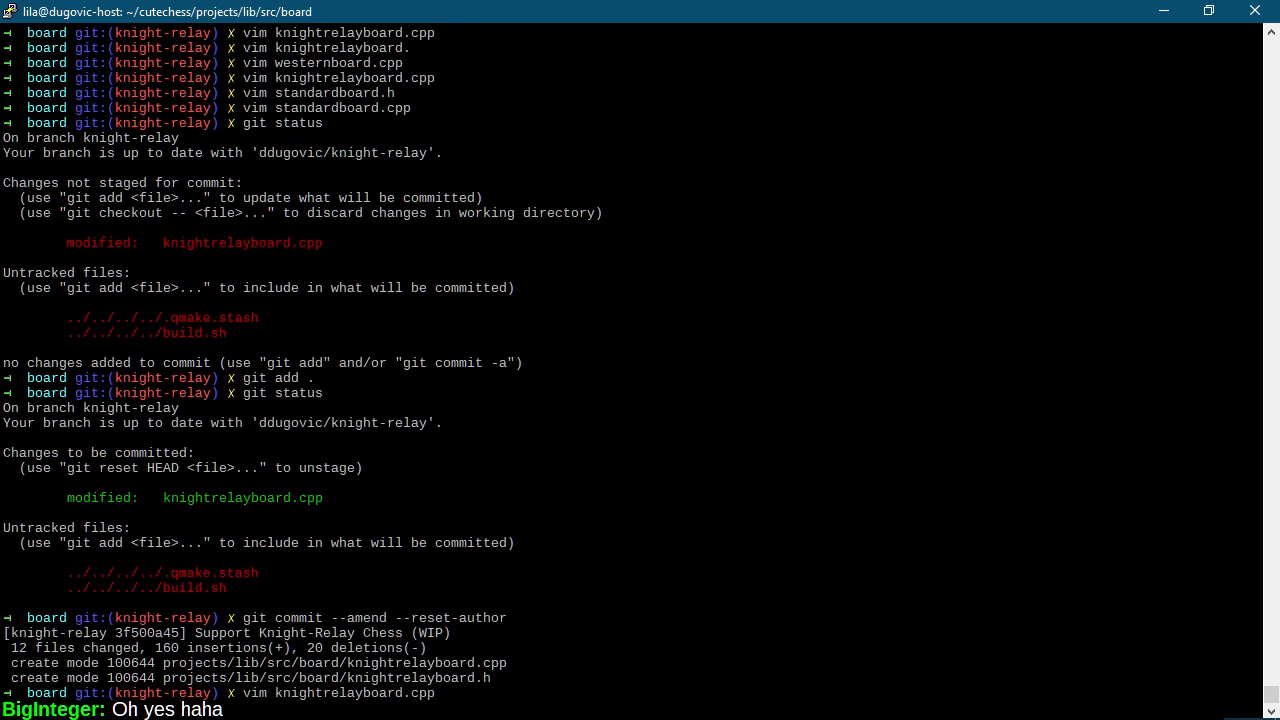 lila@dugovic-host: ~/cutechess/projects/lib/src/board
→ board git:(knight-relay) ✗ vim knightrelayboard.cpp
→ board git:(knight-relay) ✗ vim knightrelayboard.
→ board git:(knight-relay) ✗ vim westernboard.cpp
→ board git:(knight-relay) ✗ vim knightrelayboard.cpp
→ board git:(knight-relay) ✗ vim standardboard.h
→ board git:(knight-relay) ✗ vim standardboard.cpp
→ board git:(knight-relay) ✗ git status
On branch knight-relay
Your branch is up to date with 'ddugovic/knight-relay'.
Changes not staged for commit:
(use "git add <file>..." to update what will be committed)
(use "git checkout -- <file>..." to discard changes in working directory)
modified: knightrelayboard.cpp
Untracked files:
(use "git add <file>..." to include in what will be committed)
../../../../.qmake.stash
../../../../build.sh
no changes added to commit (use "git add" and/or "git commit -a")
→ board git:(knight-relay) ✗ git add .
→ board git:(knight-relay) ✗ git status
On branch knight-relay
Your branch is up to date with 'ddugovic/knight-relay'.
Changes to be committed:
(use "git reset HEAD <file>..." to unstage)
modified: knightrelayboard.cpp
Untracked files:
(use "git add <file>..." to include in what will be committed)
../../../../.qmake.stash
../../../../build.sh
→ board git:(knight-relay) ✗ git commit --amend --reset-author
[knight-relay 3f500a45] Support Knight-Relay Chess (WIP)
12 files changed, 160 insertions(+), 20 deletions(-)
create mode 100644 projects/lib/src/board/knightrelayboard.cpp
create mode 100644 projects/lib/src/board/knightrelayboard.h
→ board git:(knight-relay) ✗ vim knightrelayboard.cpp
BigInteger: Oh yes haha